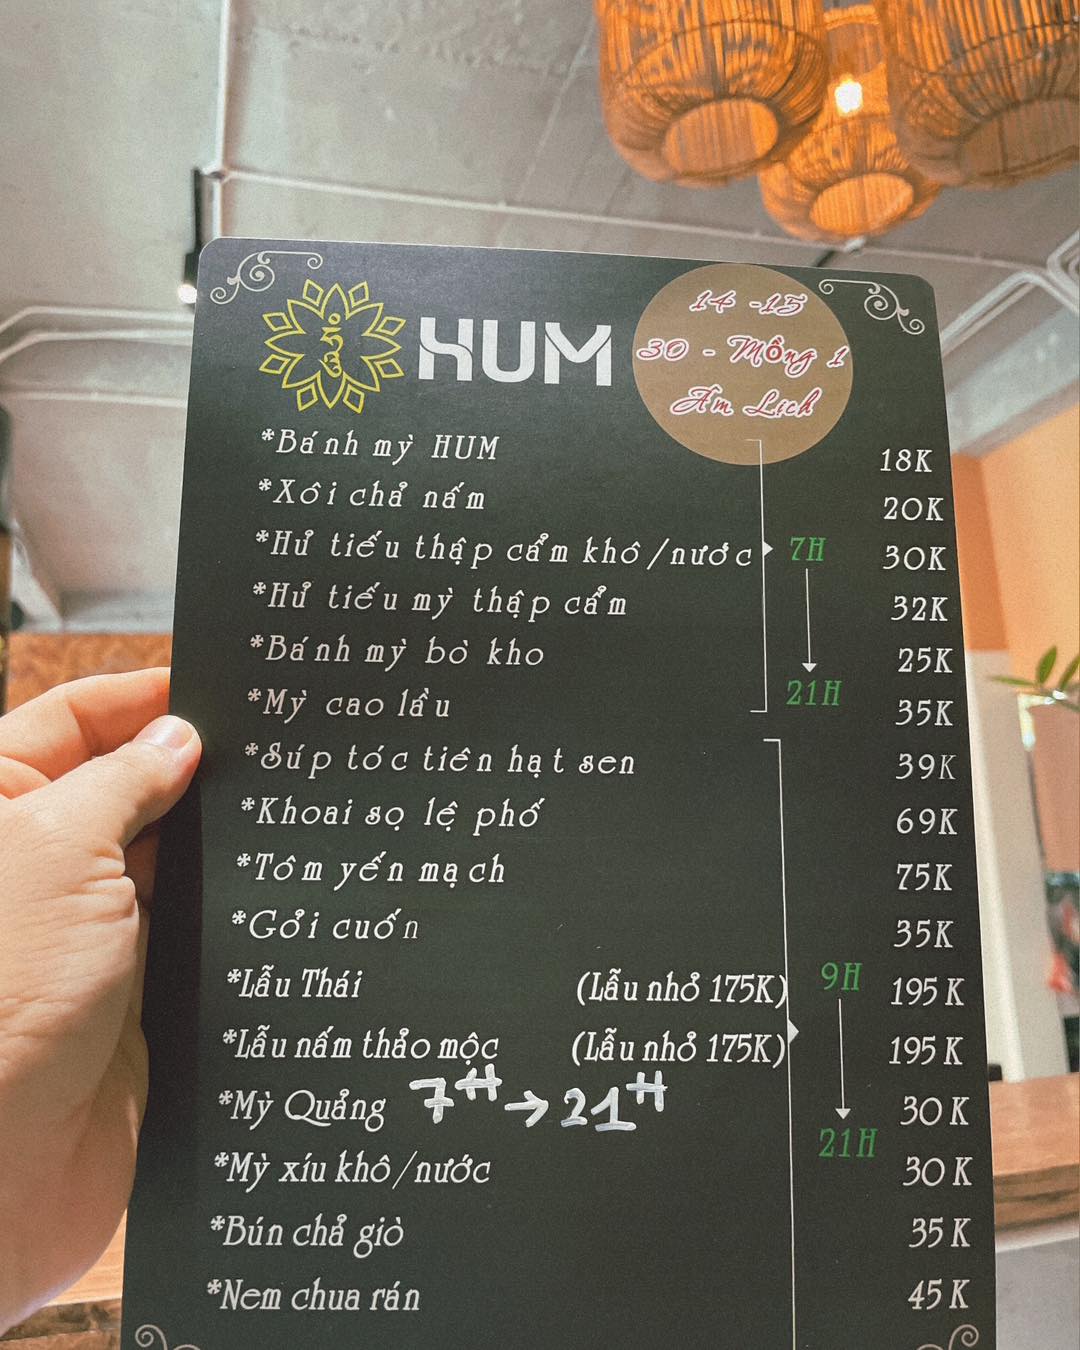 HUM
14 - 15
30 - Mồng 1
Âm Lịch
*Bánh mỳ HUM 18K
*Xôi chả nấm 20K
*Hủ tiếu thập cẩm khô/nước 30K
7H
*Hủ tiếu mỳ thập cẩm 32K
*Bánh mỳ bò kho 25K
*Mỳ cao lầu 35K
21H
*Súp tóc tiên hạt sen 39K
*Khoai sọ lệ phố 69K
*Tôm yến mạch 75K
*Gỏi cuốn 35K
*Lẩu Thái (Lẩu nhỏ 175K) 195 K
9H
*Lẩu nấm thảo mộc (Lẩu nhỏ 175K) 195 K
*Mỳ Quảng 7H → 21H 30 K
21H
*Mỳ xíu khô/nước 30 K
*Bún chả giò 35 K
*Nem chua rán 45 K